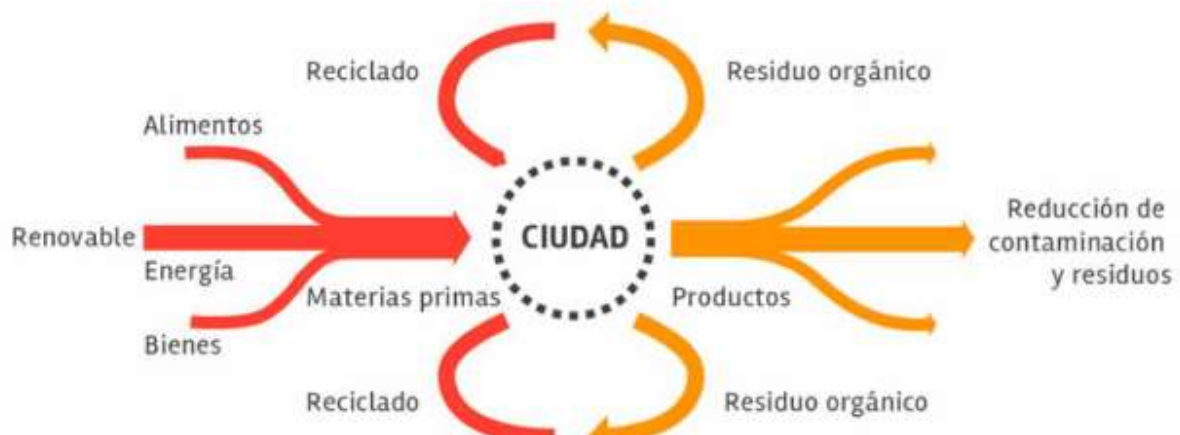 Reciclado
Residuo orgánico
Alimentos
Renovable
Energía
Bienes
Materias primas
CIUDAD
Productos
Reducción de
contaminación
y residuos
Reciclado
Residuo orgánico